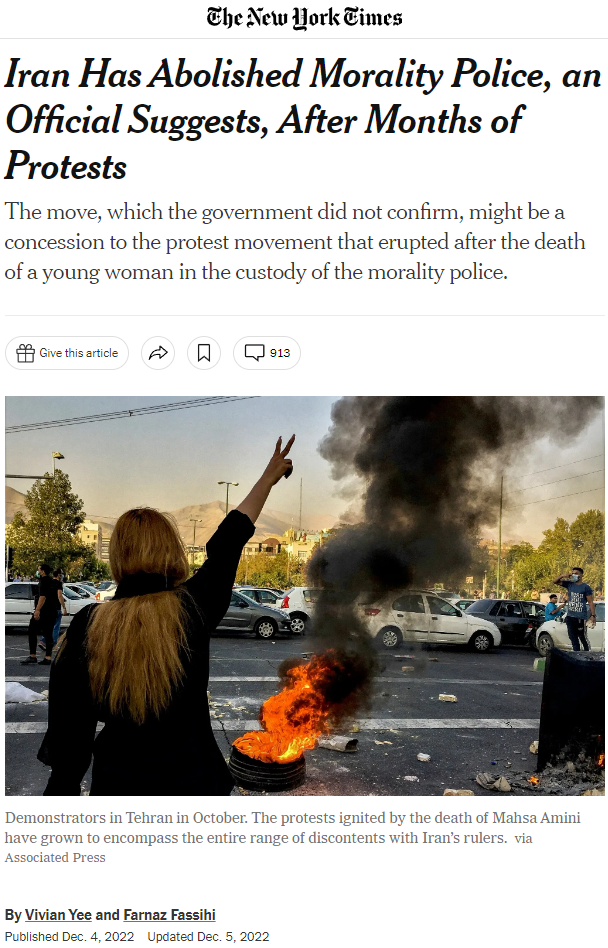 The New York Times
Iran Has Abolished Morality Police, an
Official Suggests, After Months of
Protests
The move, which the government did not confirm, might be a
concession to the protest movement that erupted after the death
of a young woman in the custody of the morality police.
Give this article
913
Demonstrators in Tehran in October. The protests ignited by the death of Mahsa Amini
have grown to encompass the entire range of discontents with Iran’s rulers. via
Associated Press
By Vivian Yee and Farnaz Fassihi
Published Dec. 4, 2022 Updated Dec. 5, 2022